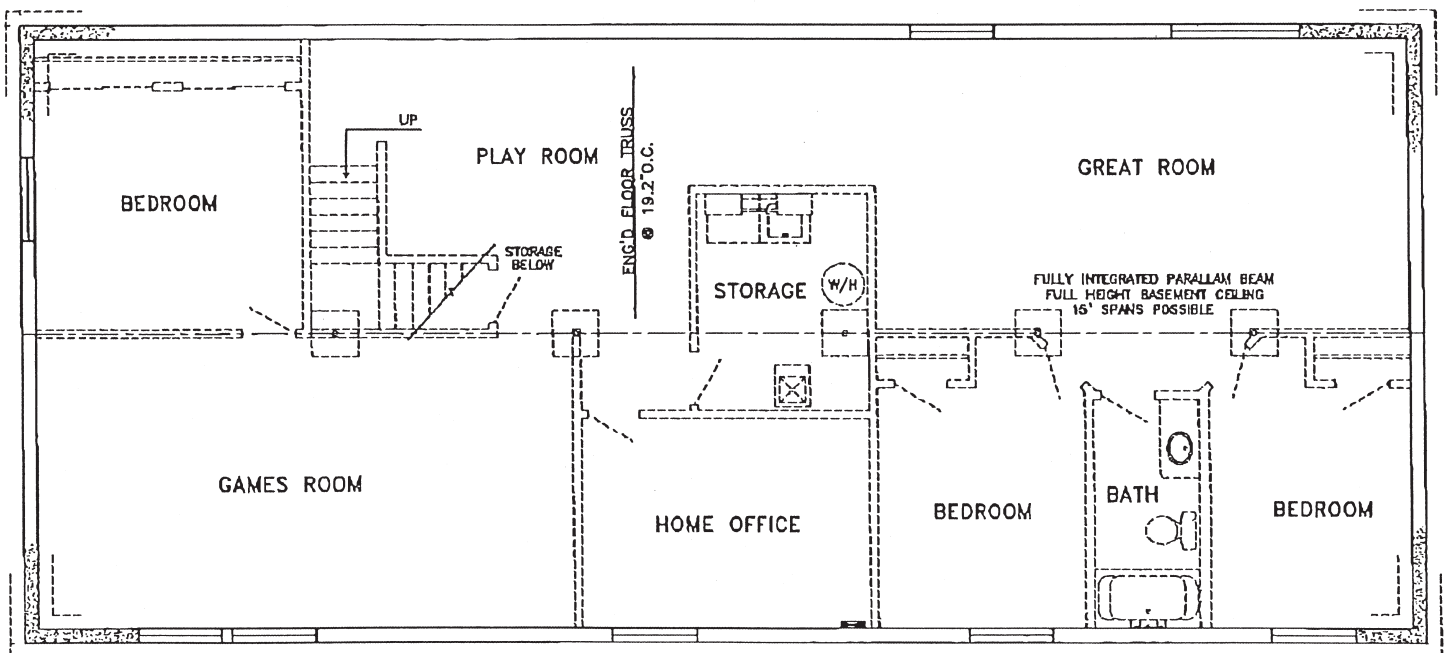 UP
PLAY ROOM
GREAT ROOM
BEDROOM
ENG'D FLOOR TRUSS
@ 19.2"O.C.
STORAGE
BELOW
STORAGE
W/H
FULLY INTEGRATED PARALLAM BEAM
FULL HEIGHT BASEMENT CEILING
15' SPANS POSSIBLE
GAMES ROOM
HOME OFFICE
BEDROOM
BATH
BEDROOM